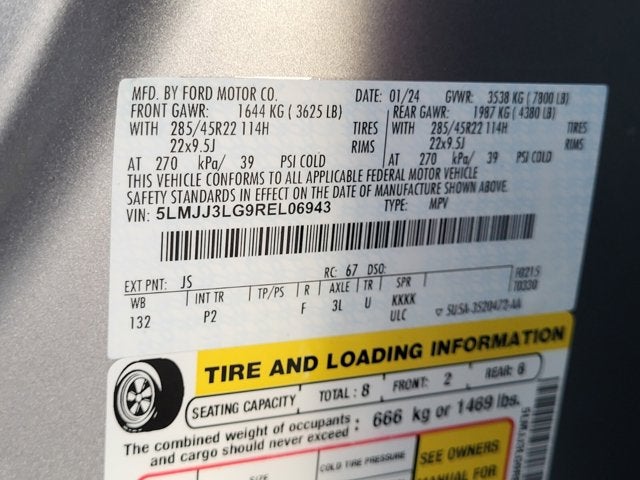 MFD. BY FORD MOTOR CO. DATE: 01/24 GVWR: 3538 KG ( 7800 LB)
FRONT GAWR: 1644 KG ( 3625 LB) REAR GAWR: 1987 KG ( 4380 LB)
WITH 285/45R22 114H TIRES WITH 285/45R22 114H TIRES
22x9.5J RIMS 22x9.5J RIMS
AT 270 kPa/ 39 PSI COLD AT 270 kPa/ 39 PSI COLD
THIS VEHICLE CONFORMS TO ALL APPLICABLE FEDERAL MOTOR VEHICLE
SAFETY STANDARDS IN EFFECT ON THE DATE OF MANUFACTURE SHOWN ABOVE.
VIN: 5LMJJ3LG9REL06943 TYPE: MPV
EXT PNT: JS RC: 67 DSO: F0215
T0330
WB INT TR TP/PS R AXLE TR SPR
132 P2 F 3L U KKKK
ULC ▽ 5U5A-3520472-AA
TIRE AND LOADING INFORMATION
SEATING CAPACITY TOTAL : 8 FRONT: 2 REAR: 6
The combined weight of occupants and cargo should never exceed : 666 kg or 1469 lbs.
SIZE COLD TIRE PRESSURE SEE OWNERS
MANUAL FOR